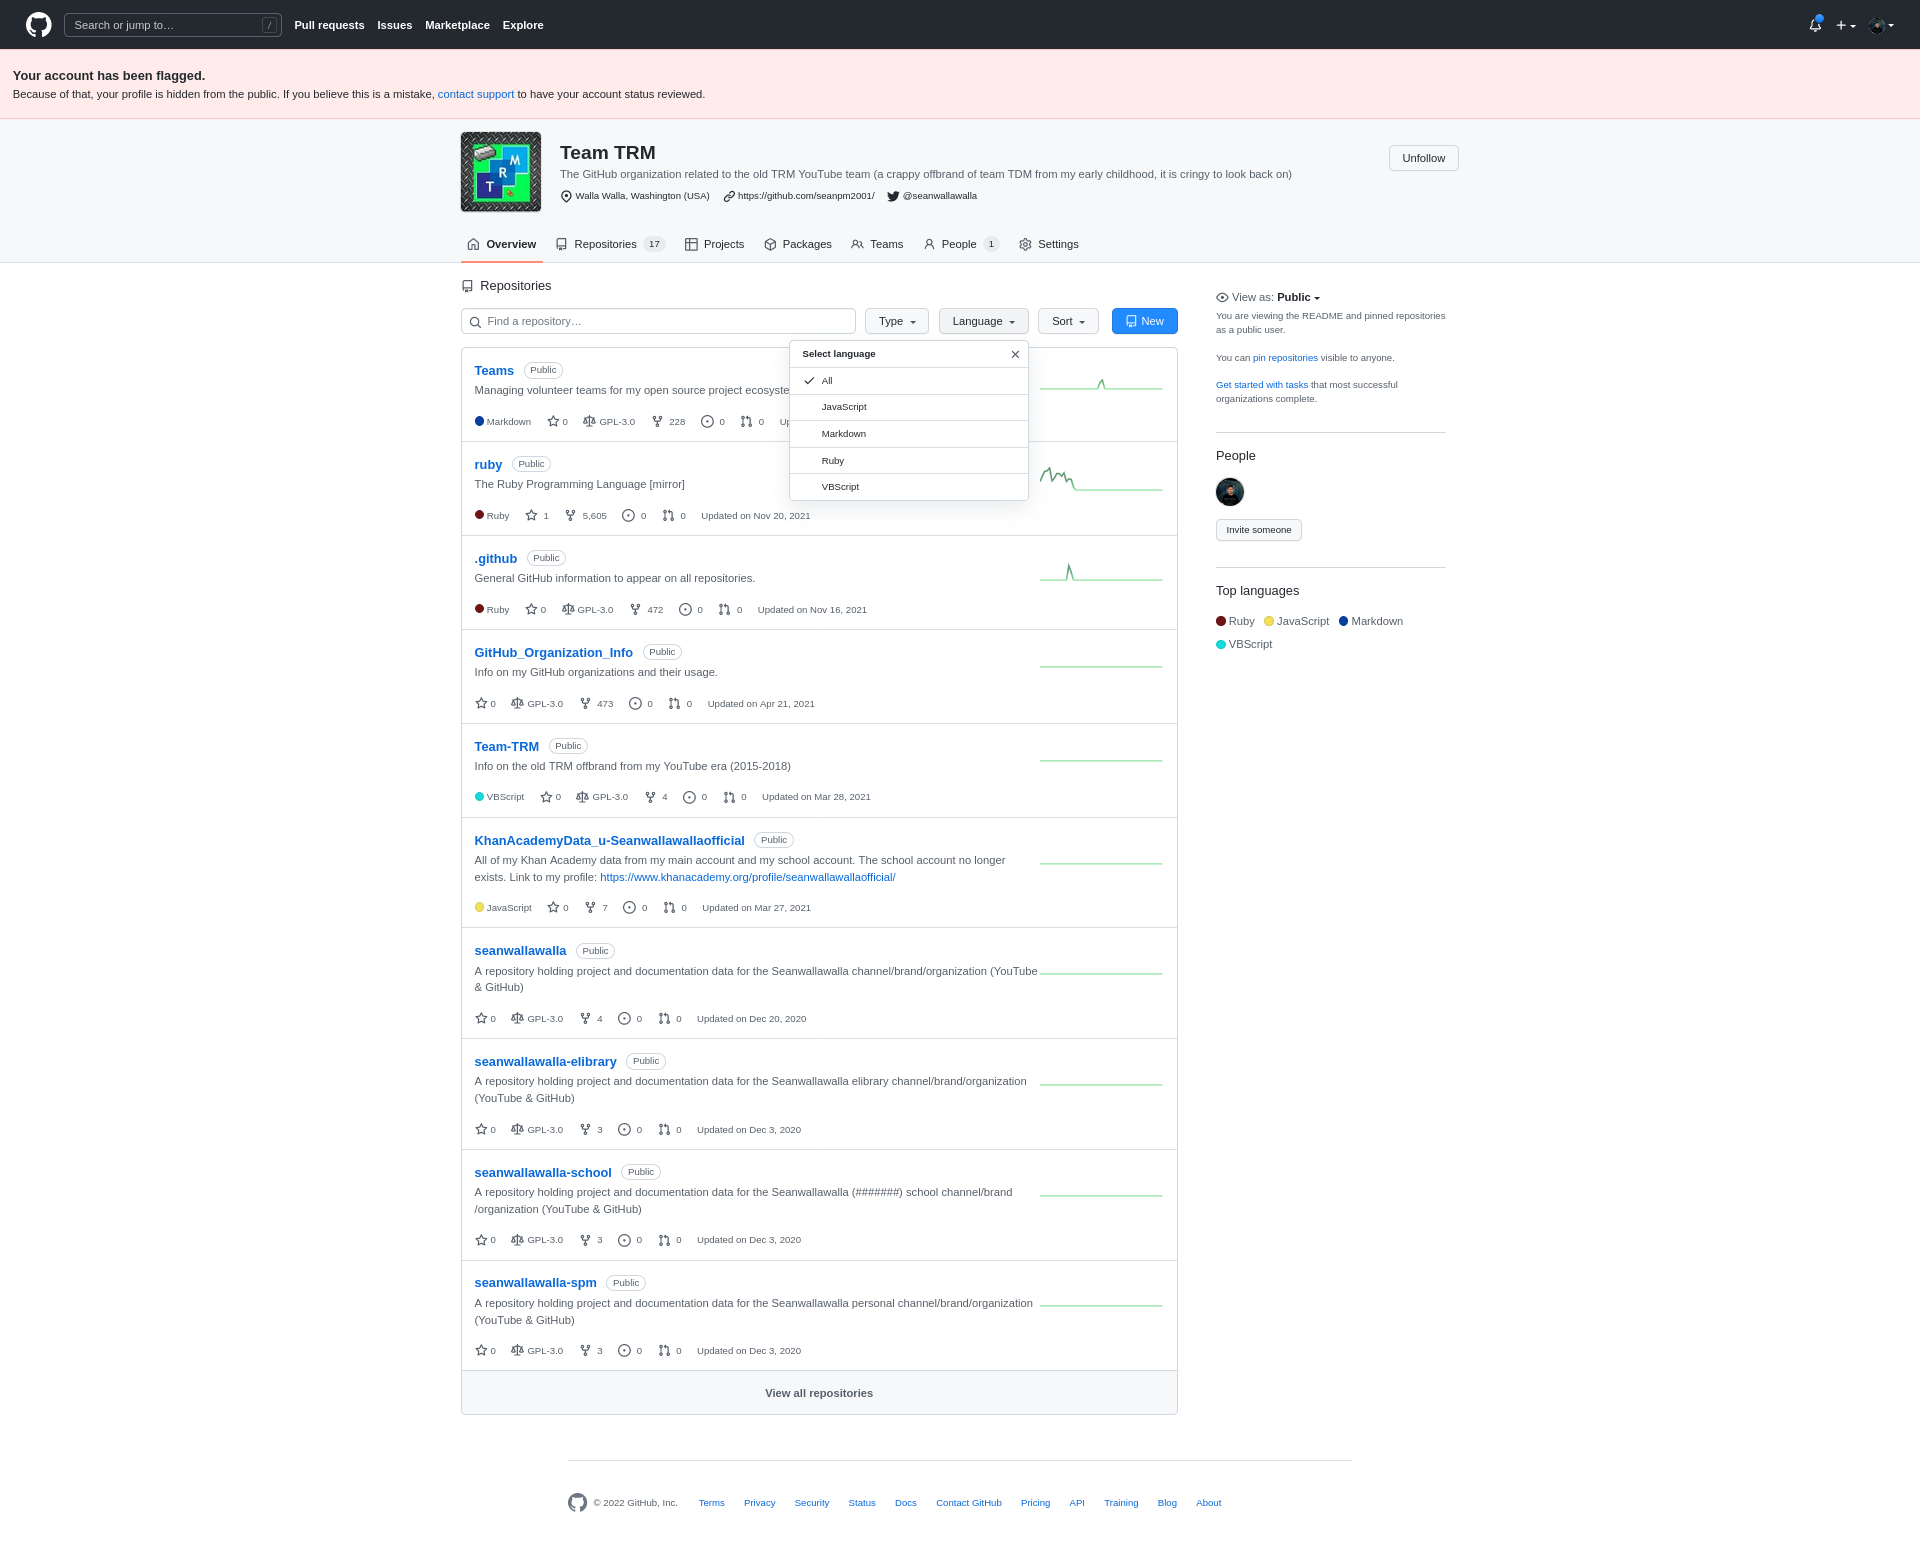 Search or jump to…
/
Pull requests
Issues
Marketplace
Explore
Your account has been flagged.
Because of that, your profile is hidden from the public. If you believe this is a mistake, contact support to have your account status reviewed.
TRM
Team TRM
The GitHub organization related to the old TRM YouTube team (a crappy offbrand of team TDM from my early childhood, it is cringy to look back on)
Walla Walla, Washington (USA) https://github.com/seanpm2001/ @seanwallawalla
Unfollow
Overview Repositories 17 Projects Packages Teams People 1 Settings
Repositories
Find a repository…
Type Language Sort New
Select language
All
JavaScript
Markdown
Ruby
VBScript
Teams Public
Managing volunteer teams for my open source project ecosyste
Markdown 0 GPL-3.0 228 0 0 Up
ruby Public
The Ruby Programming Language [mirror]
Ruby 1 5,605 0 0 Updated on Nov 20, 2021
.github Public
General GitHub information to appear on all repositories.
Ruby 0 GPL-3.0 472 0 0 Updated on Nov 16, 2021
GitHub_Organization_Info Public
Info on my GitHub organizations and their usage.
0 GPL-3.0 473 0 0 Updated on Apr 21, 2021
Team-TRM Public
Info on the old TRM offbrand from my YouTube era (2015-2018)
VBScript 0 GPL-3.0 4 0 0 Updated on Mar 28, 2021
KhanAcademyData_u-Seanwallawallaofficial Public
All of my Khan Academy data from my main account and my school account. The school account no longer
exists. Link to my profile: https://www.khanacademy.org/profile/seanwallawallaofficial/
JavaScript 0 7 0 0 Updated on Mar 27, 2021
seanwallawalla Public
A repository holding project and documentation data for the Seanwallawalla channel/brand/organization (YouTube
& GitHub)
0 GPL-3.0 4 0 0 Updated on Dec 20, 2020
seanwallawalla-elibrary Public
A repository holding project and documentation data for the Seanwallawalla elibrary channel/brand/organization
(YouTube & GitHub)
0 GPL-3.0 3 0 0 Updated on Dec 3, 2020
seanwallawalla-school Public
A repository holding project and documentation data for the Seanwallawalla (#######) school channel/brand
/organization (YouTube & GitHub)
0 GPL-3.0 3 0 0 Updated on Dec 3, 2020
seanwallawalla-spm Public
A repository holding project and documentation data for the Seanwallawalla personal channel/brand/organization
(YouTube & GitHub)
0 GPL-3.0 3 0 0 Updated on Dec 3, 2020
View all repositories
View as: Public
You are viewing the README and pinned repositories
as a public user.
You can pin repositories visible to anyone.
Get started with tasks that most successful
organizations complete.
People
Invite someone
Top languages
Ruby JavaScript Markdown
VBScript
© 2022 GitHub, Inc. Terms Privacy Security Status Docs Contact GitHub Pricing API Training Blog About